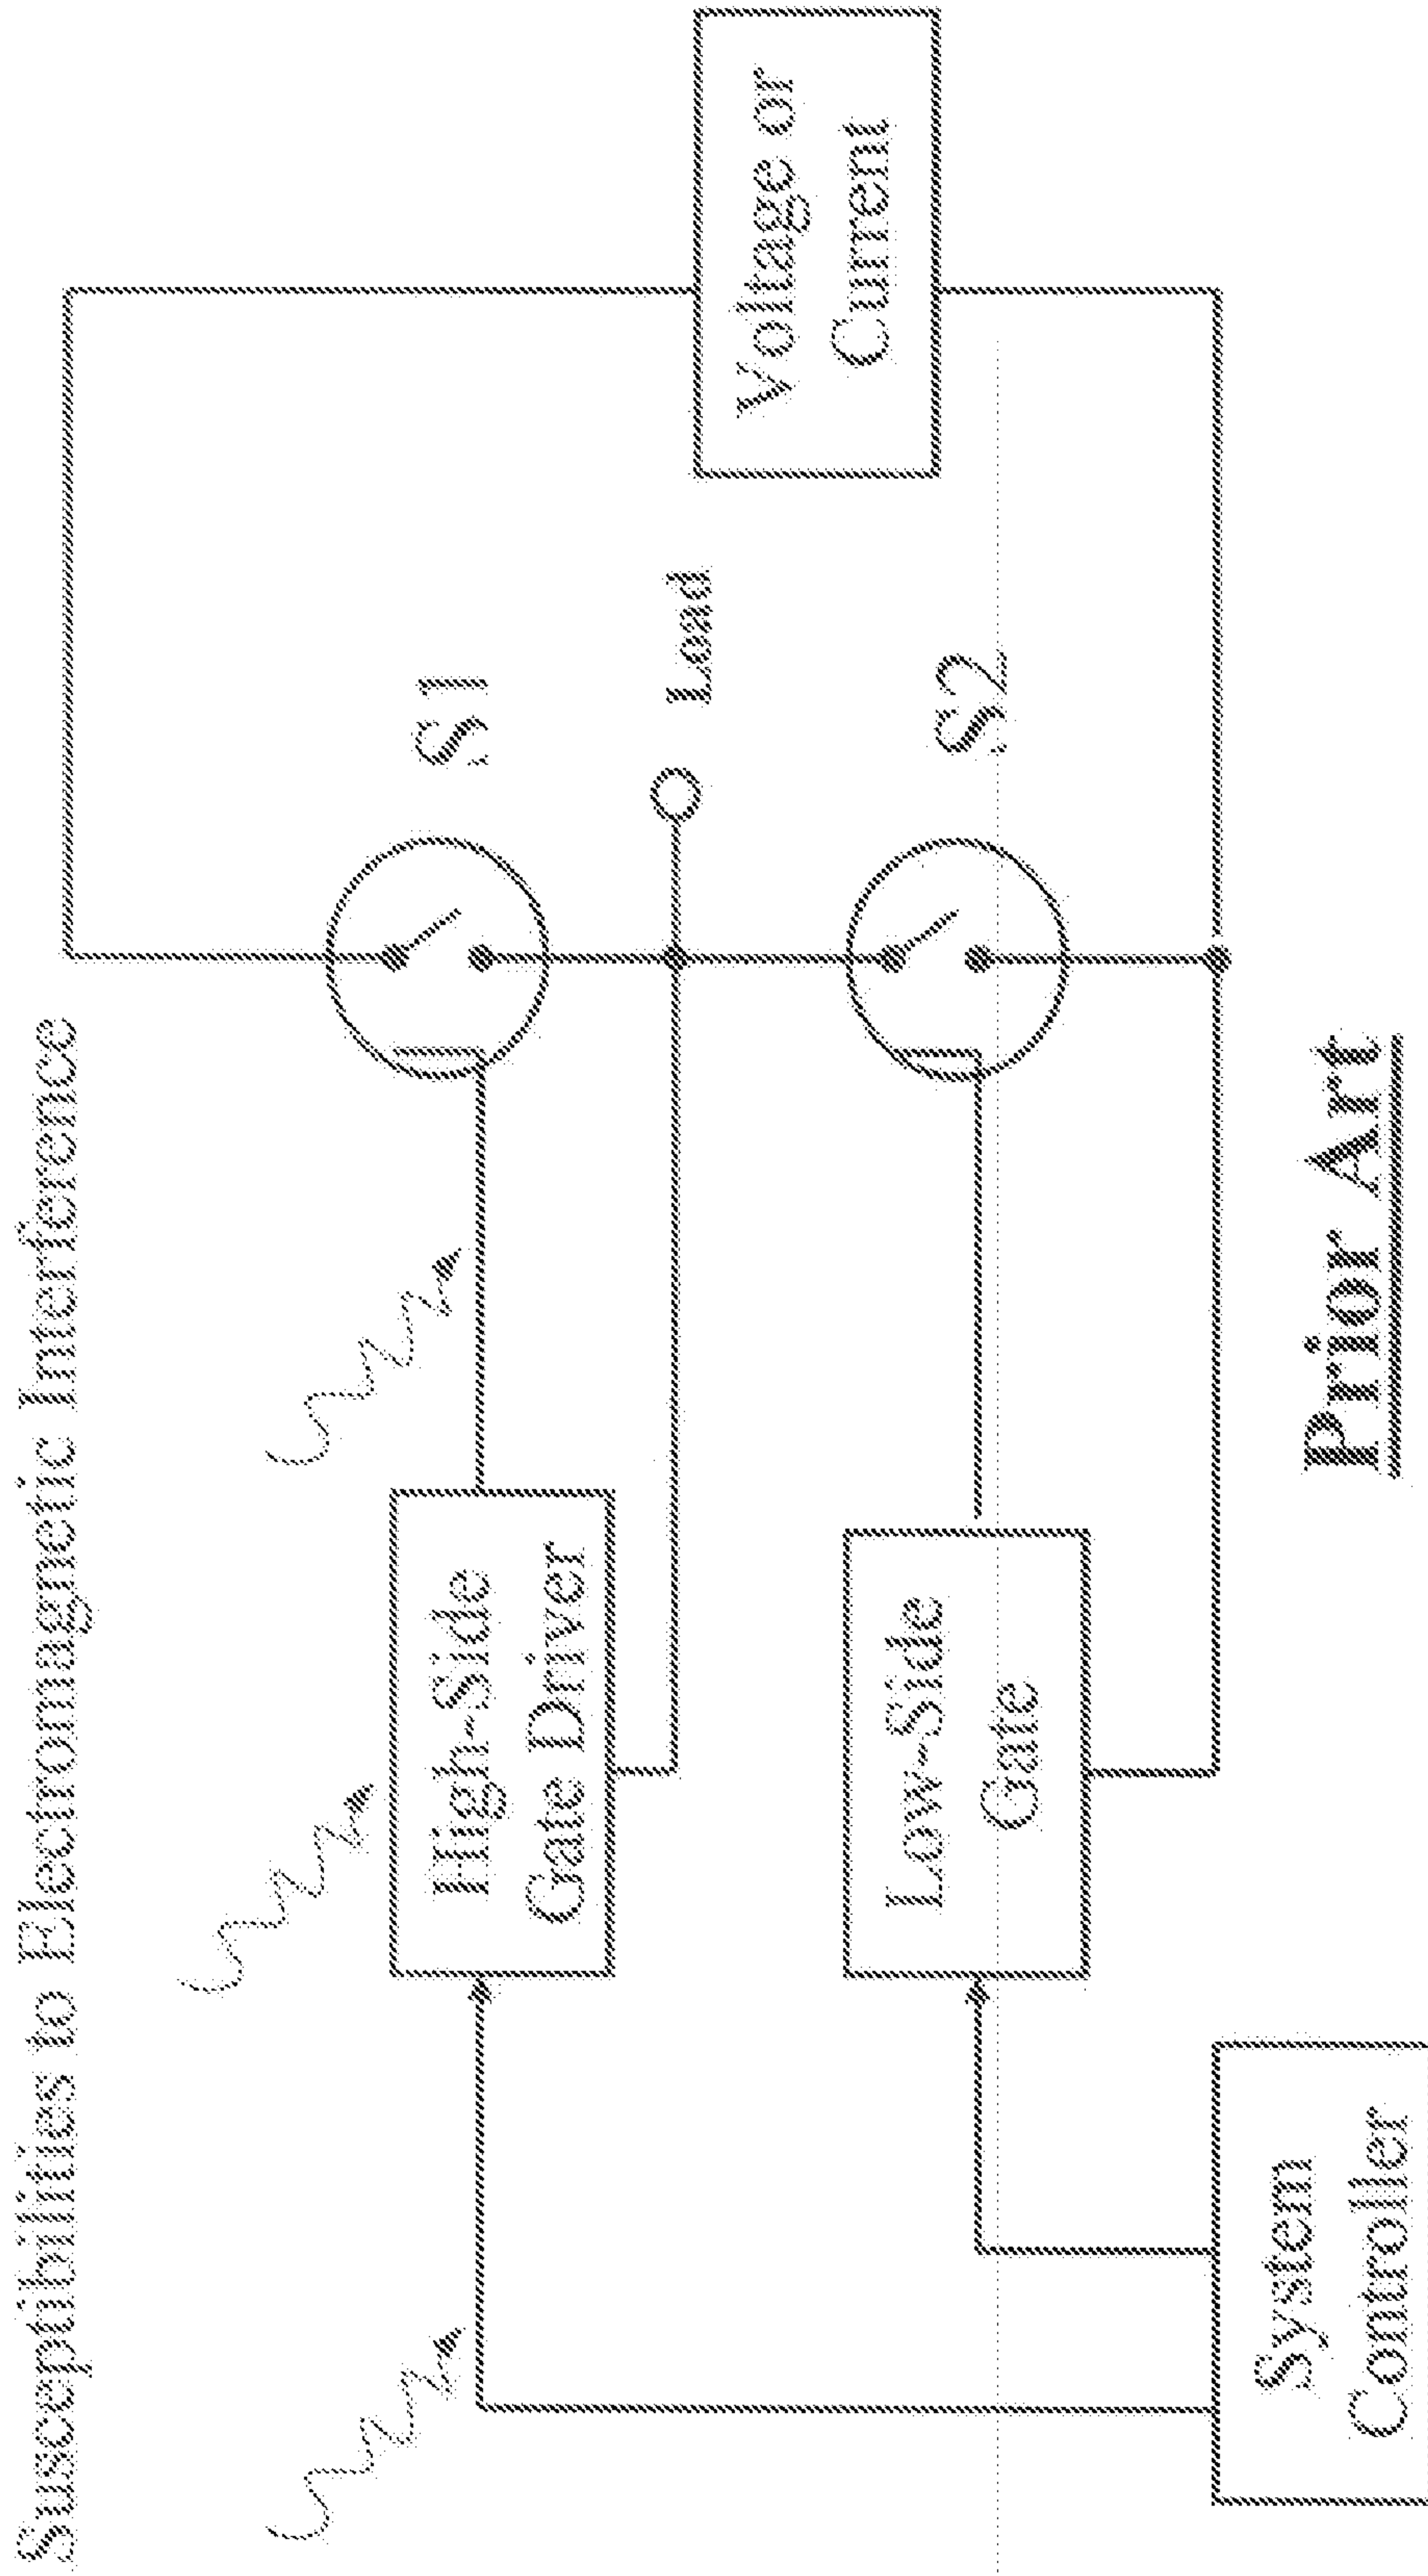 Susceptibilities to Electromagnetic Interference
High-Side
Gate Driver
S1
Load
Voltage or
Current
Low-Side
Gate
S2
System
Controller
Prior Art